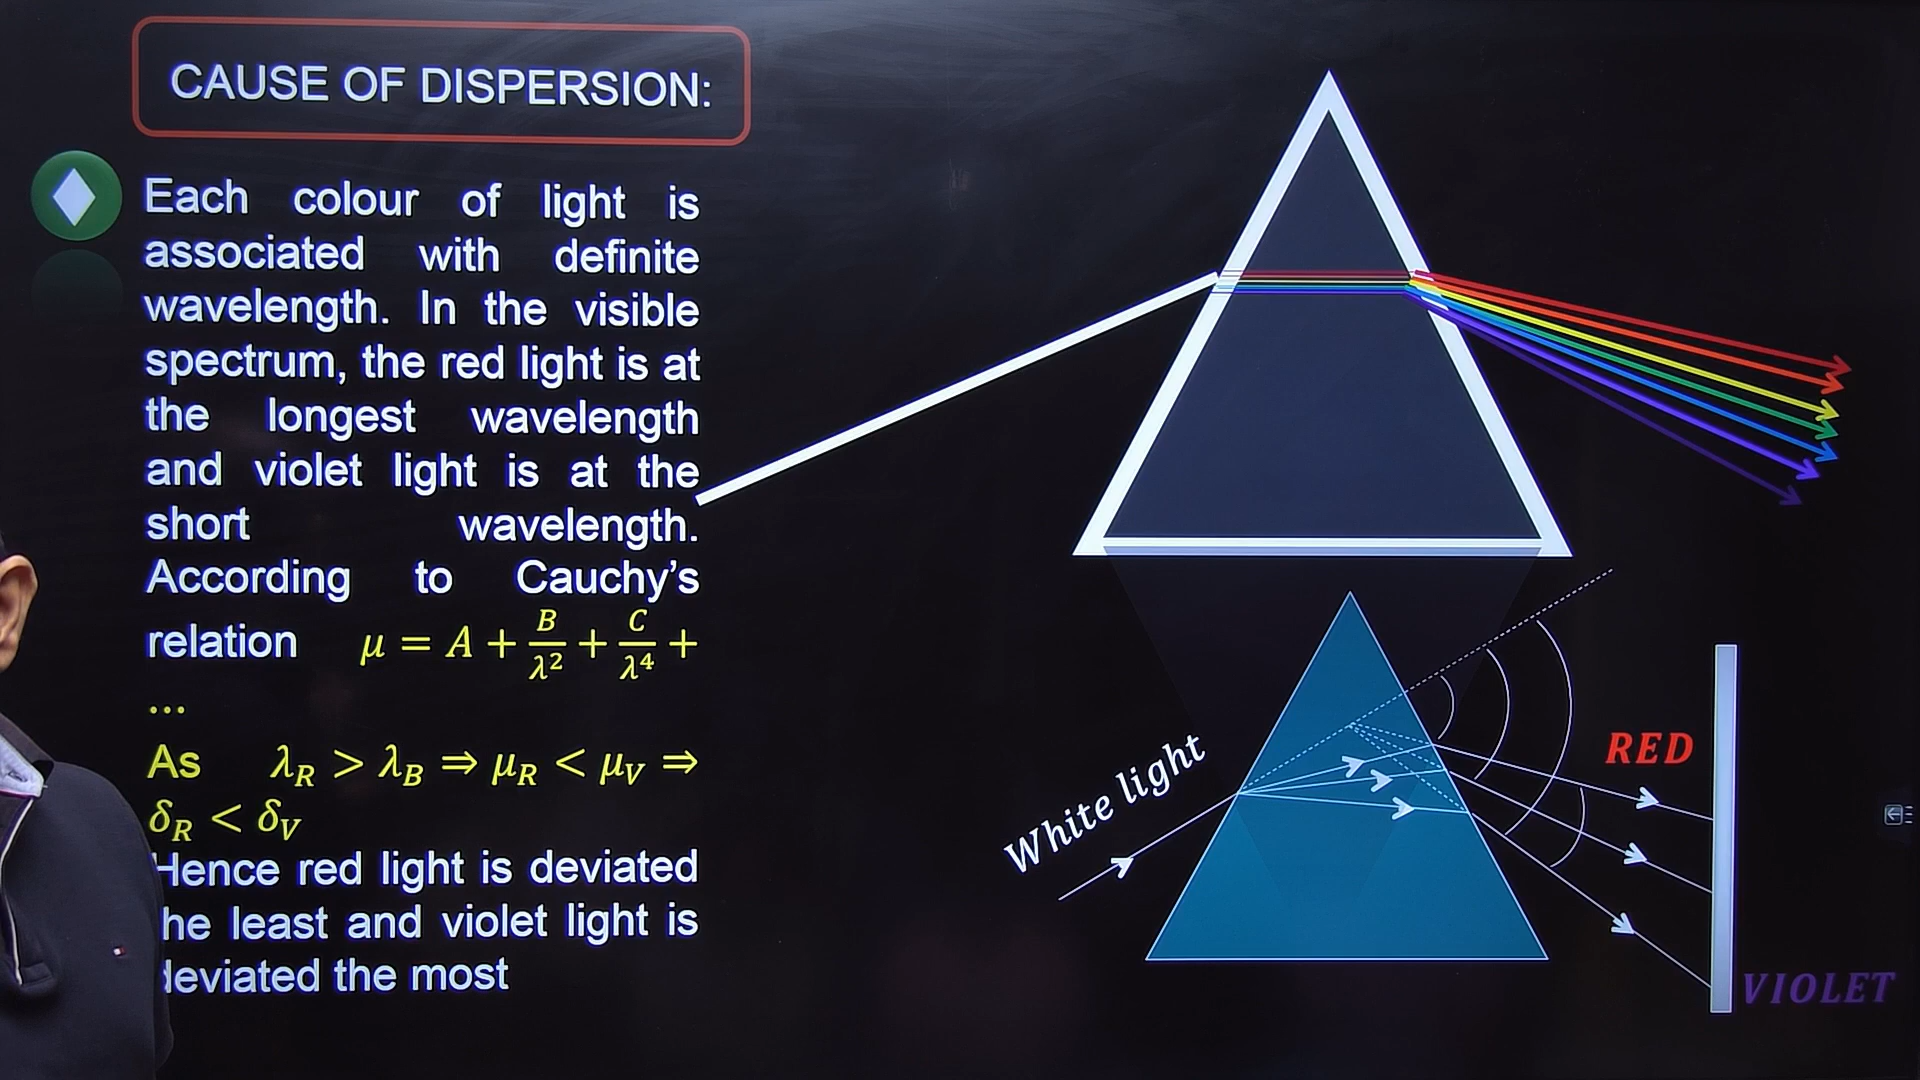 CAUSE OF DISPERSION:
Each colour of light is
associated with definite
wavelength. In the visible
spectrum, the red light is at
the longest wavelength
and violet light is at the
short wavelength.
According to Cauchy’s
relation μ = A + B/λ² + C/λ⁴ +
...
As λ_R > λ_B ⇒ μ_R < μ_V ⇒
δ_R < δ_V
Hence red light is deviated
the least and violet light is
deviated the most
White light
RED
VIOLET